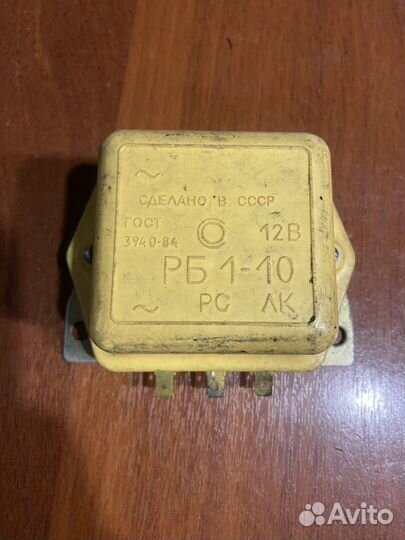 ~
СДЕЛАНО В СССР
ГОСТ
3940-84
12В
РБ 1-10
~ РС ЛК
Avito